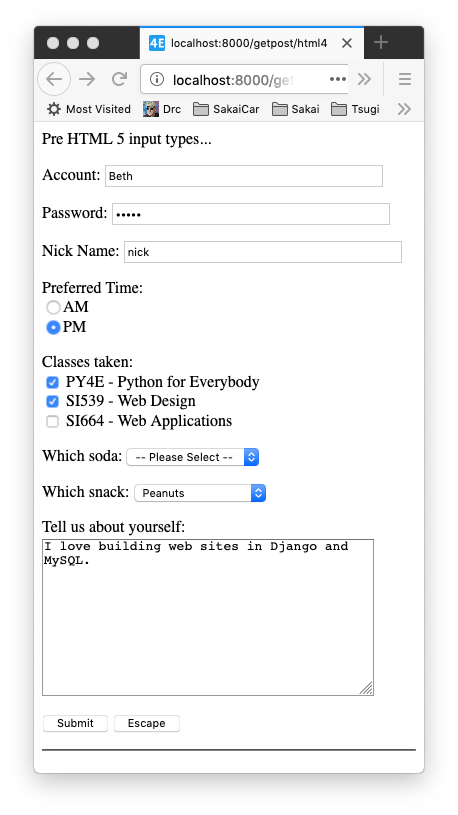 4E localhost:8000/getpost/html4
localhost:8000/get
Most Visited Drc SakaiCar Sakai Tsugi
Pre HTML 5 input types...
Account: Beth
Password: •••••
Nick Name: nick
Preferred Time:
AM
PM
Classes taken:
PY4E - Python for Everybody
SI539 - Web Design
SI664 - Web Applications
Which soda: -- Please Select --
Which snack: Peanuts
Tell us about yourself:
I love building web sites in Django and
MySQL.
Submit Escape